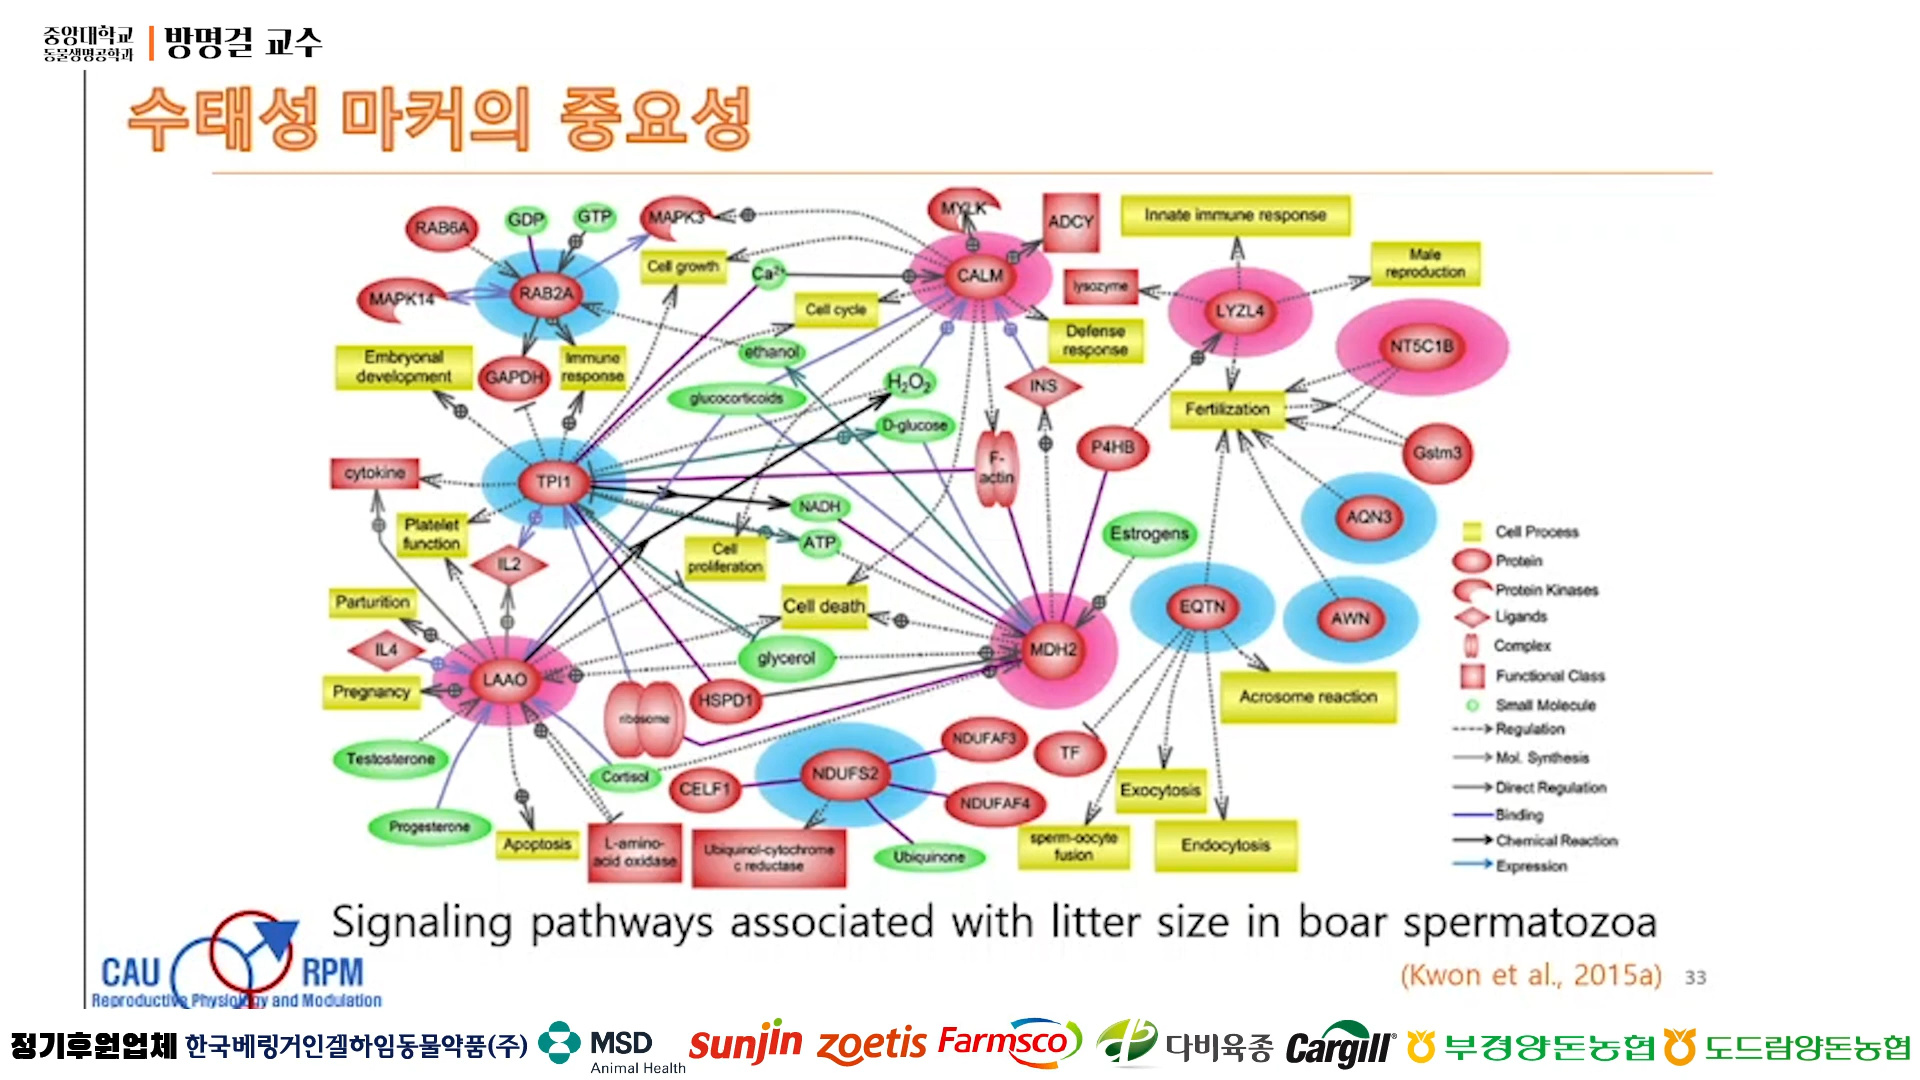 중앙대학교
동물생명공학과
방명걸 교수
수태성 마커의 중요성
RAB6A
GDP
GTP
MAPK3
MYLK
ADCY
Innate immune response
Male
reproduction
Cell growth
Ca²⁺
CALM
lysozyme
MAPK14
RAB2A
Cell cycle
LYZL4
Defense
response
NT5C1B
Embryonal
development
GAPDH
Immune
response
ethanol
H₂O₂
INS
glucocorticoids
Fertilization
D-glucose
P4HB
Gstm3
cytokine
TPI1
F-
actin
NADH
AQN3
Platelet
function
ATP
Estrogens
IL2
Cell
proliferation
Parturition
Cell death
EQTN
AWN
IL4
glycerol
MDH2
LAAO
Pregnancy
HSPD1
Acrosome reaction
ribosome
Testosterone
Cortisol
NDUFS2
NDUFAF3
TF
CELF1
NDUFAF4
Exocytosis
Progesterone
Apoptosis
L-amino-
acid oxidase
Ubiquinol-cytochrome
c reductase
Ubiquinone
sperm-oocyte
fusion
Endocytosis
Cell Process
Protein
Protein Kinases
Ligands
Complex
Functional Class
Small Molecule
Regulation
Mol. Synthesis
Direct Regulation
Binding
Chemical Reaction
Expression
Signaling pathways associated with litter size in boar spermatozoa
(Kwon et al., 2015a)
33
CAU RPM
Reproductive Physiology and Modulation
정기후원업체 한국베링거인겔하임동물약품(주) MSD Sunjin zoetis Farmsco 다비육종 Cargill® 부경양돈농협 도드람양돈농협
Animal Health